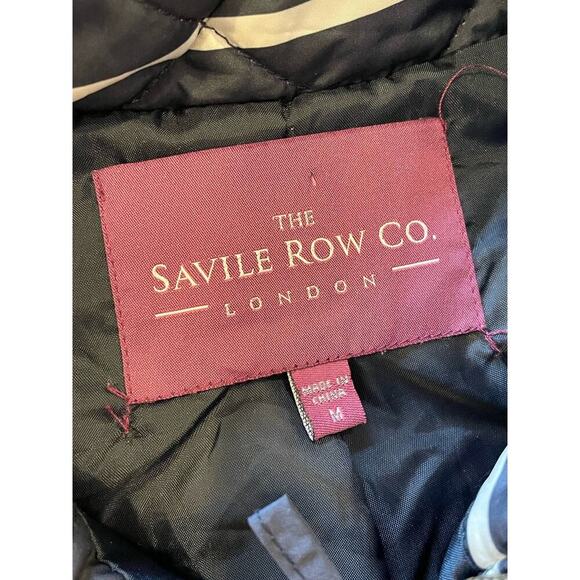 THE
SAVILE ROW CO.
LONDON
MADE IN
CHINA
M